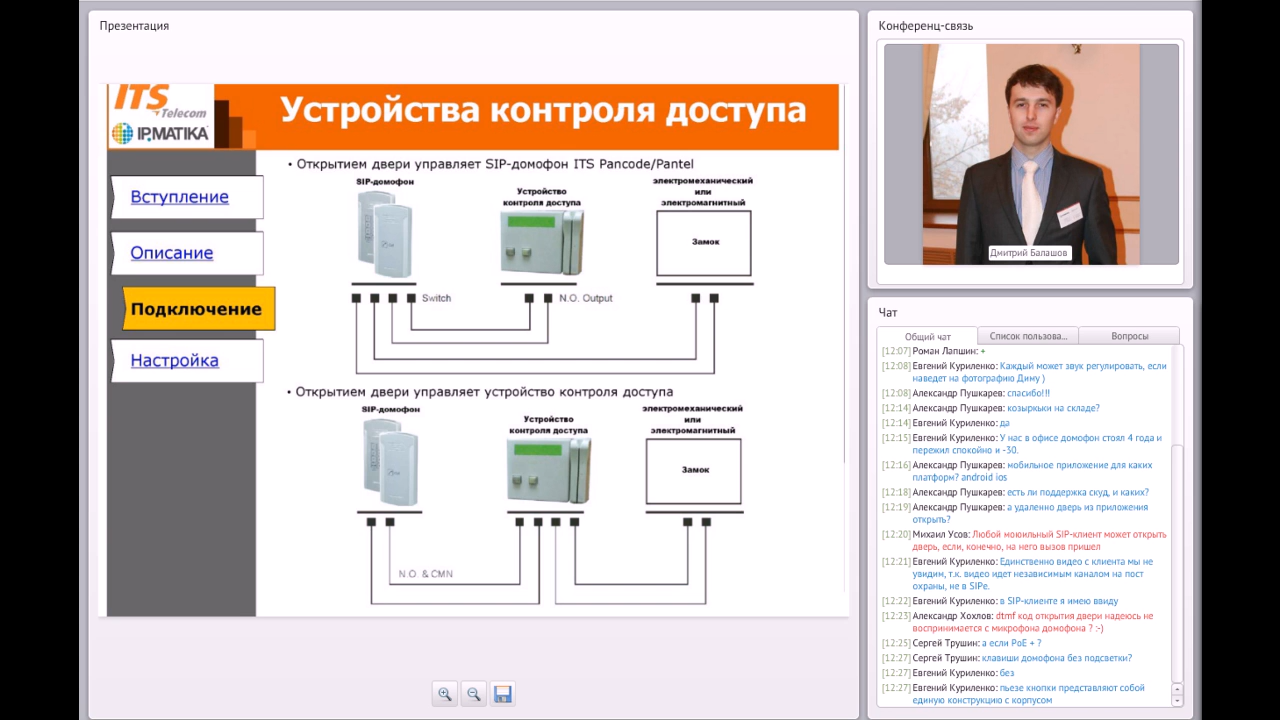 Презентация
ITS
Telecom
IPMATIKA
Устройства контроля доступа
Вступление
Описание
Подключение
Настройка
• Открытием двери управляет SIP-домофон ITS Pancode/Pantel
SIP-домофон
Устройство
контроля доступа
электромеханический
или
электромагнитный
Замок
Switch
N.O. Output
• Открытием двери управляет устройство контроля доступа
SIP-домофон
Устройство
контроля доступа
электромеханический
или
электромагнитный
Замок
N.O. & CMN
Конференц-связь
Дмитрий Балашов
Чат
Общий чат
Список пользова...
Вопросы
[12:07] Роман Лапшин: +
[12:08] Евгений Куриленко: Каждый может звук регулировать, если
наведет на фотографию Диму )
[12:08] Александр Пушкарев: спасибо!!!
[12:14] Александр Пушкарев: козырьки на складе?
[12:14] Евгений Куриленко: да
[12:15] Евгений Куриленко: У нас в офисе домофон стоял 4 года и
пережил спокойно и -30.
[12:16] Александр Пушкарев: мобильное приложение для каких
платформ? android ios
[12:18] Александр Пушкарев: есть ли поддержка скуд, и каких?
[12:19] Александр Пушкарев: а удаленно дверь из приложения
открыть?
[12:20] Михаил Усов: Любой моюильный SIP-клиент может открыть
дверь, если, конечно, на него вызов пришел
[12:21] Евгений Куриленко: Единственно видео с клиента мы не
увидим, т.к. видео идет независимым каналом на пост
охраны, не в SIPe.
[12:22] Евгений Куриленко: в SIP-клиенте я имею ввиду
[12:23] Александр Хохлов: dtmf код открытия двери надеюсь не
воспринимается с микрофона домофона ? :-)
[12:25] Сергей Трушин: а если PoE + ?
[12:27] Сергей Трушин: клавиши домофона без подсветки?
[12:27] Евгений Куриленко: без
[12:27] Евгений Куриленко: пьезе кнопки представляют собой
единую конструкцию с корпусом